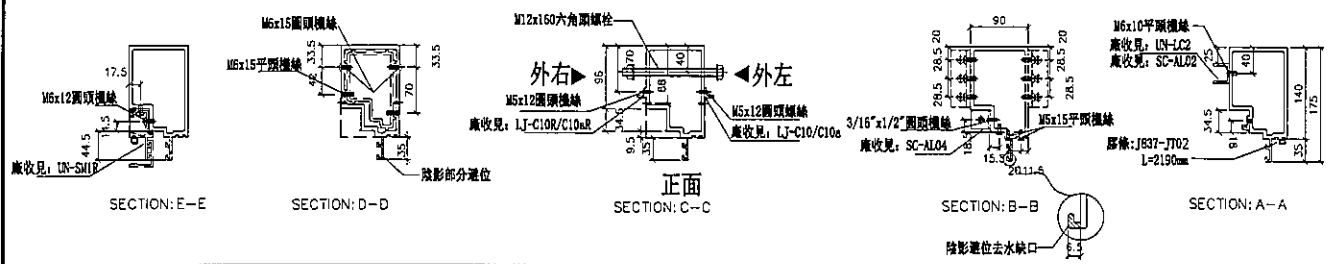 17.5
M6x12圓頭機絲
44.5
廠收見: UN-SM1R
SECTION: E-E
M6x15圓頭機絲
33.5
33.5
M6x15平頭機絲
42
70
35
陰影部分避位
SECTION: D-D
M12x160六角頭螺栓
96
70
40
外右
外左
68
M5x12圓頭機絲
M5x12圓頭螺絲
廠收見: LJ-C10R/C10aR
廠收見: LJ-C10/C10a
9.5
35
正面
SECTION: C-C
90
20
20
28.5
28.5
28.5
28.5
3/16"x1/2" 圓頭機絲
M5x15平頭機絲
廠收見: SC-AL04
18.5
15.3
20
11.6
SECTION: B-B
陰影避位去水缺口
6.5
M6x10平頭機絲
廠收見: UN-LC2
廠收見: SC-AL02
25
40
140
175
34.5
18
膠條: J837-JT02
L=2190mm
35
SECTION: A-A